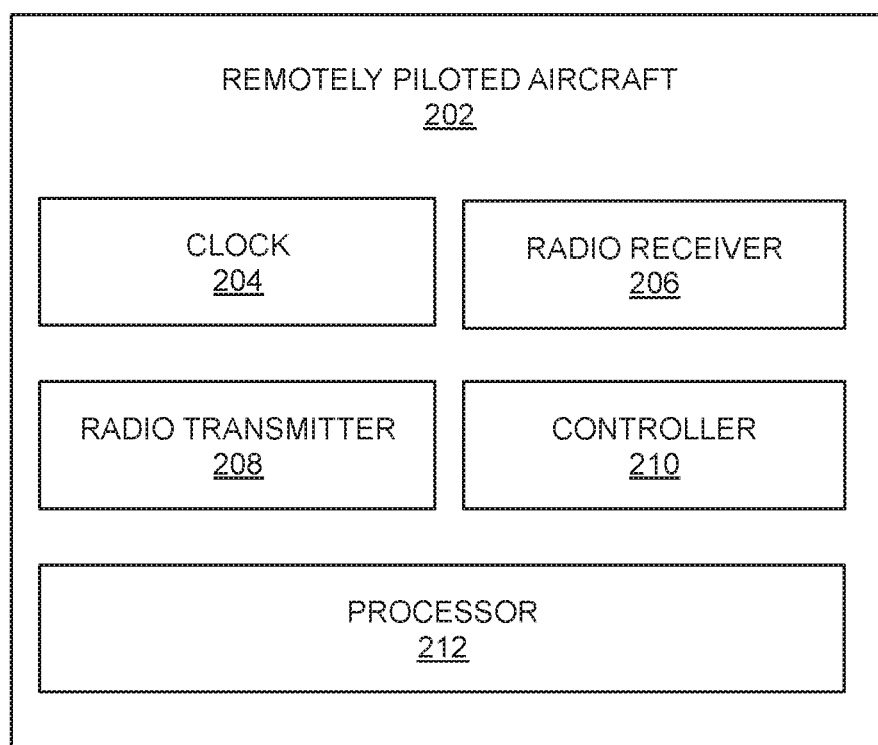 REMOTELY PILOTED AIRCRAFT
202
CLOCK
204
RADIO RECEIVER
206
RADIO TRANSMITTER
208
CONTROLLER
210
PROCESSOR
212